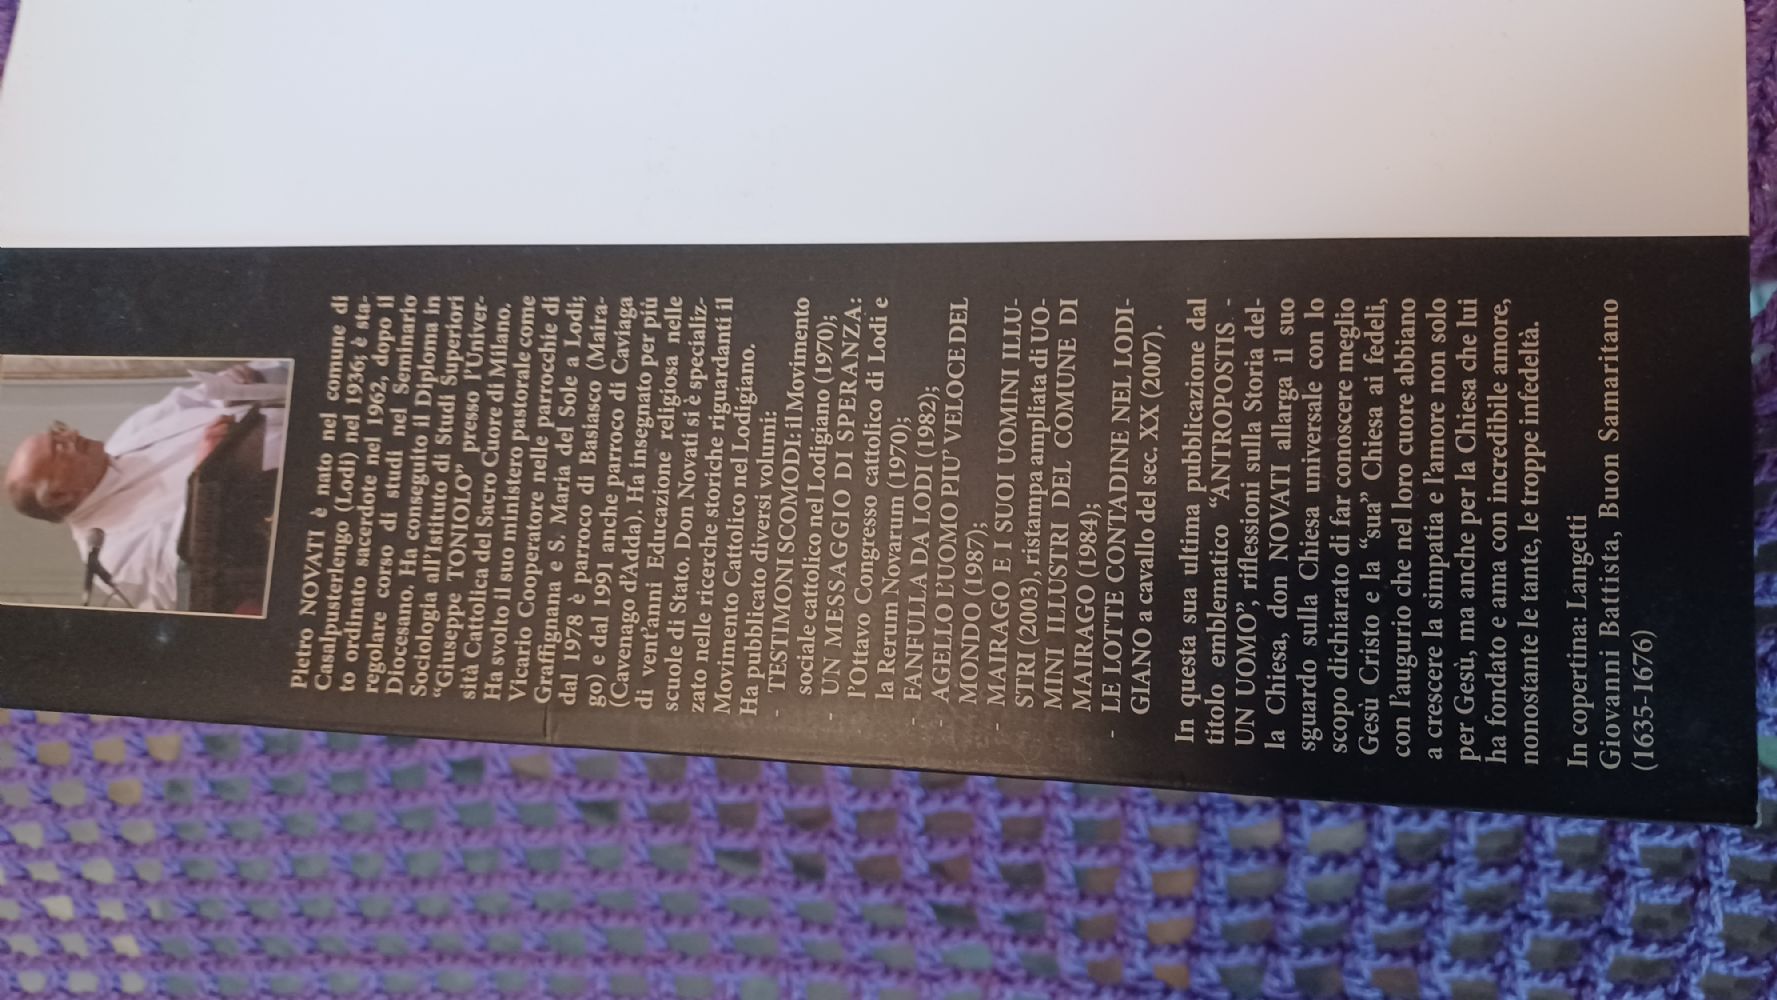 Pietro NOVATI è nato nel comune di
Casalpusterlengo (Lodi) nel 1936; è sta-
to ordinato sacerdote nel 1962, dopo il
regolare corso di studi nel Seminario
Diocesano. Ha conseguito il Diploma in
Sociologia all'Istituto di Studi Superiori
“Giuseppe TONIOLO” presso l'Univer-
sità Cattolica del Sacro Cuore di Milano.
Ha svolto il suo ministero pastorale come
Vicario Cooperatore nelle parrocchie di
Graffignana e S. Maria del Sole a Lodi;
dal 1978 è parroco di Basiasco (Maira-
go) e dal 1991 anche parroco di Caviaga
(Cavenago d'Adda). Ha insegnato per più
di vent'anni Educazione religiosa nelle
scuole di Stato. Don Novati si è specializ-
zato nelle ricerche storiche riguardanti il
Movimento Cattolico nel Lodigiano.
Ha pubblicato diversi volumi:
- TESTIMONI SCOMODI: il Movimento
sociale cattolico nel Lodigiano (1970);
- UN MESSAGGIO DI SPERANZA:
l'Ottavo Congresso cattolico di Lodi e
la Rerum Novarum (1970);
- FANFULLA DA LODI (1982);
- AGELLO L'UOMO PIU' VELOCE DEL
MONDO (1987);
- MAIRAGO E I SUOI UOMINI ILLU-
STRI (2003), ristampa ampliata di UO-
MINI ILLUSTRI DEL COMUNE DI
MAIRAGO (1984);
- LE LOTTE CONTADINE NEL LODI-
GIANO a cavallo del sec. XX (2007).
In questa sua ultima pubblicazione dal
titolo emblematico “ANTROPOSTIS -
UN UOMO”, riflessioni sulla Storia del-
la Chiesa, don NOVATI allarga il suo
sguardo sulla Chiesa universale con lo
scopo dichiarato di far conoscere meglio
Gesù Cristo e la “sua” Chiesa ai fedeli,
con l'augurio che nel loro cuore abbiano
a crescere la simpatia e l'amore non solo
per Gesù, ma anche per la Chiesa che lui
ha fondato e ama con incredibile amore,
nonostante le tante, le troppe infedeltà.
In copertina: Langetti
Giovanni Battista, Buon Samaritano
(1635-1676)